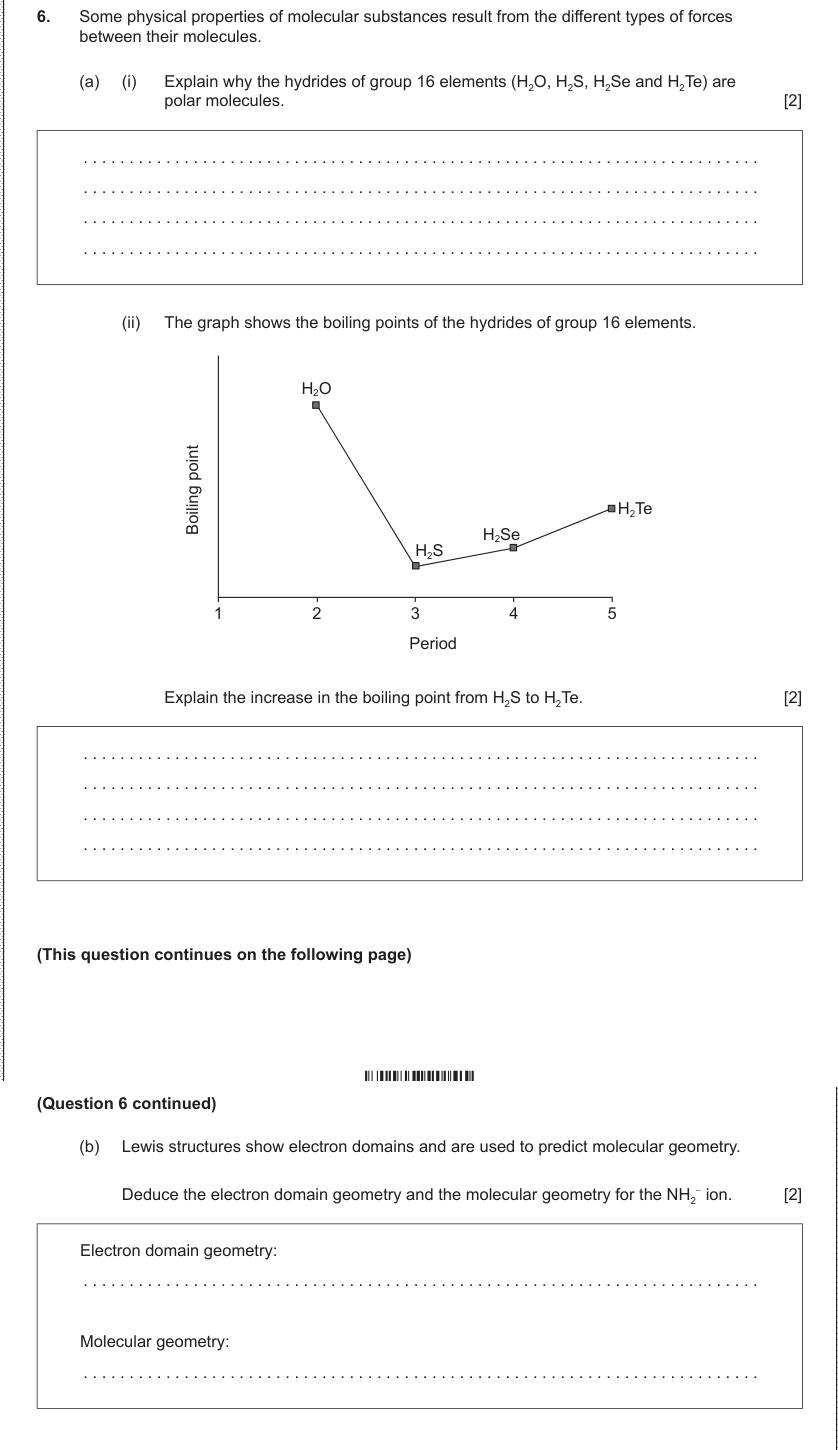 6. Some physical properties of molecular substances result from the different types of forces
between their molecules.
(a) (i) Explain why the hydrides of group 16 elements (H₂O, H₂S, H₂Se and H₂Te) are
polar molecules. [2]
(ii) The graph shows the boiling points of the hydrides of group 16 elements.
H₂O
Boiling point
H₂Te
H₂Se
H₂S
1 2 3 4 5
Period
Explain the increase in the boiling point from H₂S to H₂Te. [2]
(This question continues on the following page)
(Question 6 continued)
(b) Lewis structures show electron domains and are used to predict molecular geometry.
Deduce the electron domain geometry and the molecular geometry for the NH₂⁻ ion. [2]
Electron domain geometry:
Molecular geometry: